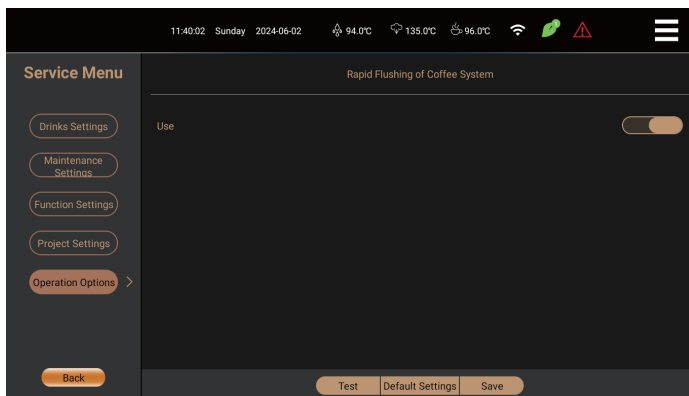 11:40:02 Sunday 2024-06-02 94.0℃ 135.0℃ 96.0℃ 1
Service Menu
Rapid Flushing of Coffee System
Drinks Settings
Use
Maintenance
Settings
Function Settings
Project Settings
Operation Options >
Back
Test Default Settings Save